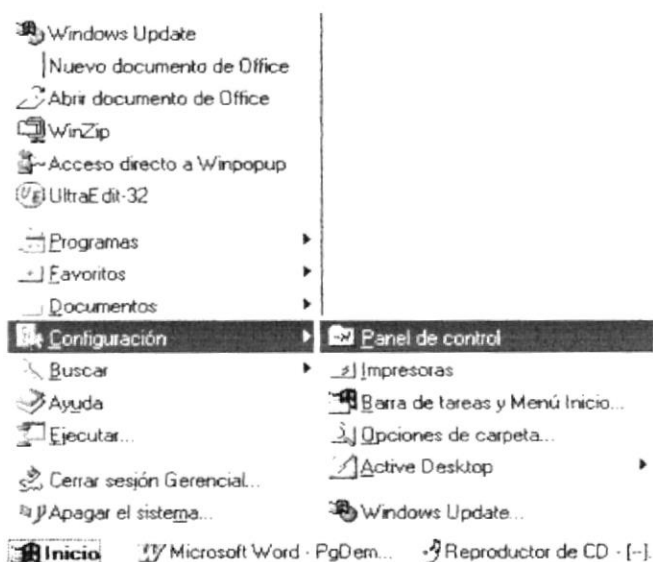 Windows Update
Nuevo documento de Office
Abrir documento de Office
WinZip
Acceso directo a Winpopup
UltraEdit-32
Programas
Favoritos
Documentos
Configuración
Buscar
Ayuda
Ejecutar...
Cerrar sesión Gerencial...
Apagar el sistema...
Panel de control
Impresoras
Barra de tareas y Menú Inicio...
Opciones de carpeta...
Active Desktop
Windows Update...
Inicio Microsoft Word - PgDem... Reproductor de CD - [--].